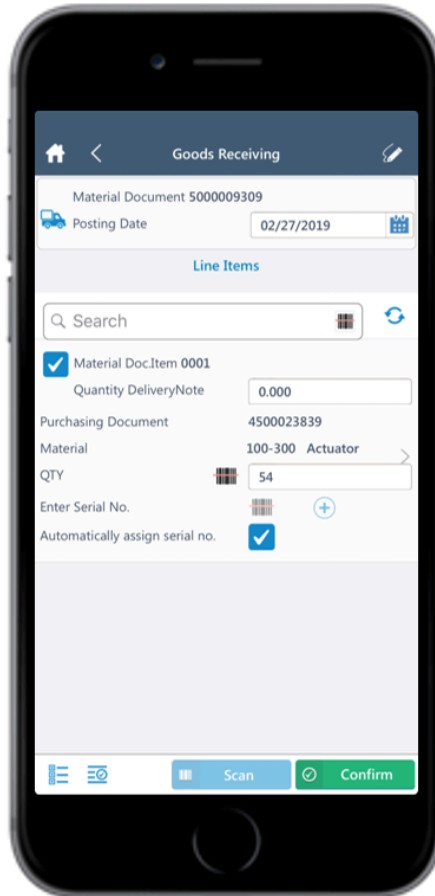 Goods Receiving
Material Document 5000009309
Posting Date 02/27/2019
Line Items
Search
Material Doc.Item 0001
Quantity DeliveryNote 0.000
Purchasing Document 4500023839
Material 100-300 Actuator
QTY 54
Enter Serial No.
Automatically assign serial no.
Scan Confirm